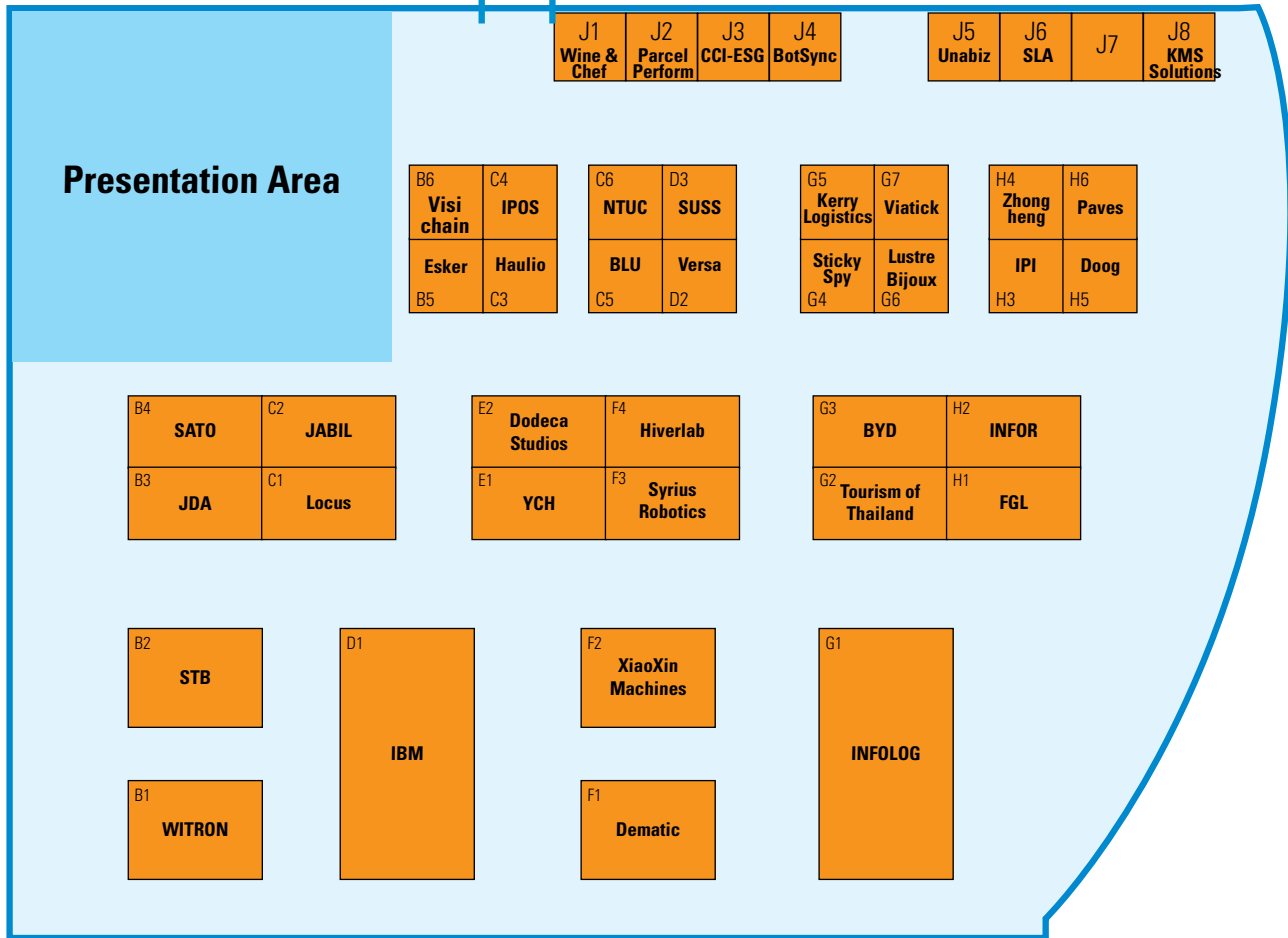 J1
Wine &
Chef
J2
Parcel
Perform
J3
CCI-ESG
J4
BotSync
J5
Unabiz
J6
SLA
J7
J8
KMS
Solutions
Presentation Area
B6
Visi
chain
C4
IPOS
Esker
B5
Haulio
C3
C6
NTUC
D3
SUSS
BLU
C5
Versa
D2
G5
Kerry
Logistics
G7
Viatick
Sticky
Spy
G4
Lustre
Bijoux
G6
H4
Zhong
heng
H6
Paves
IPI
H3
Doog
H5
B4
SATO
C2
JABIL
B3
JDA
C1
Locus
E2
Dodeca
Studios
F4
Hiverlab
E1
YCH
F3
Syrius
Robotics
G3
BYD
H2
INFOR
G2
Tourism of
Thailand
H1
FGL
B2
STB
D1
IBM
F2
XiaoXin
Machines
G1
INFOLOG
B1
WITRON
F1
Dematic